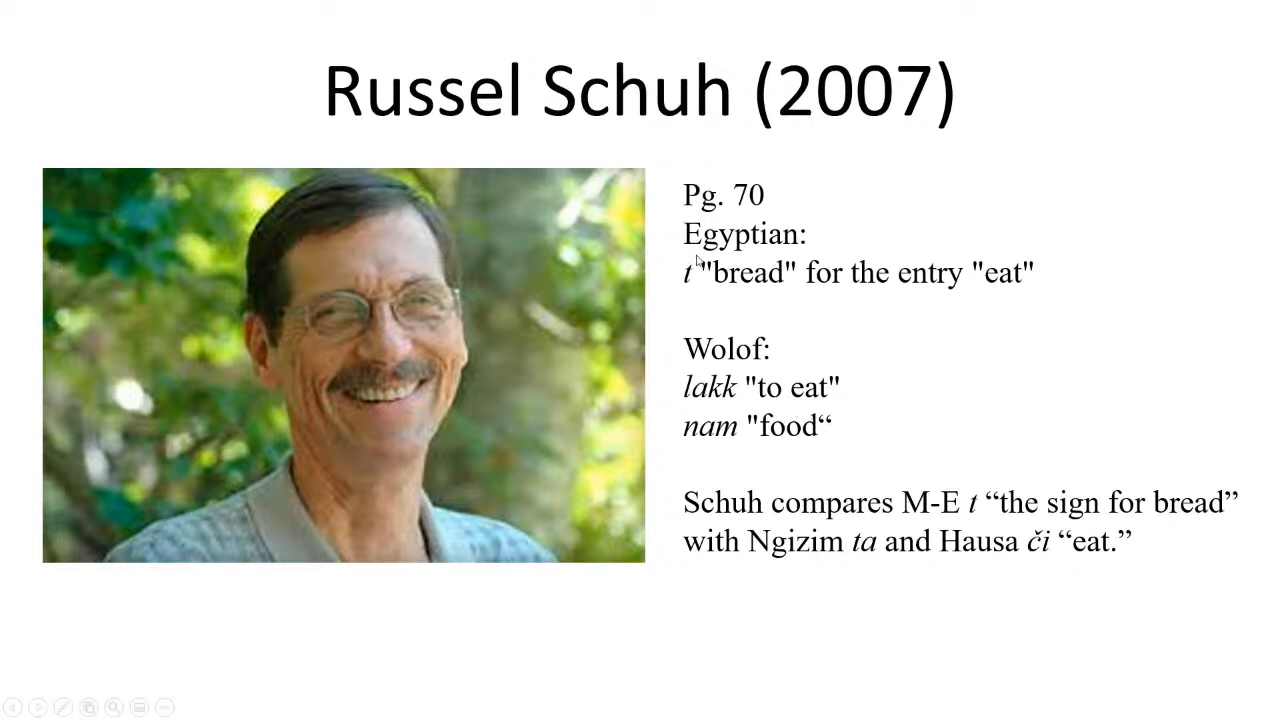 Russel Schuh (2007)
Pg. 70
Egyptian:
t "bread" for the entry "eat"
Wolof:
lakk "to eat"
nam "food“
Schuh compares M-E t “the sign for bread”
with Ngizim ta and Hausa či “eat.”